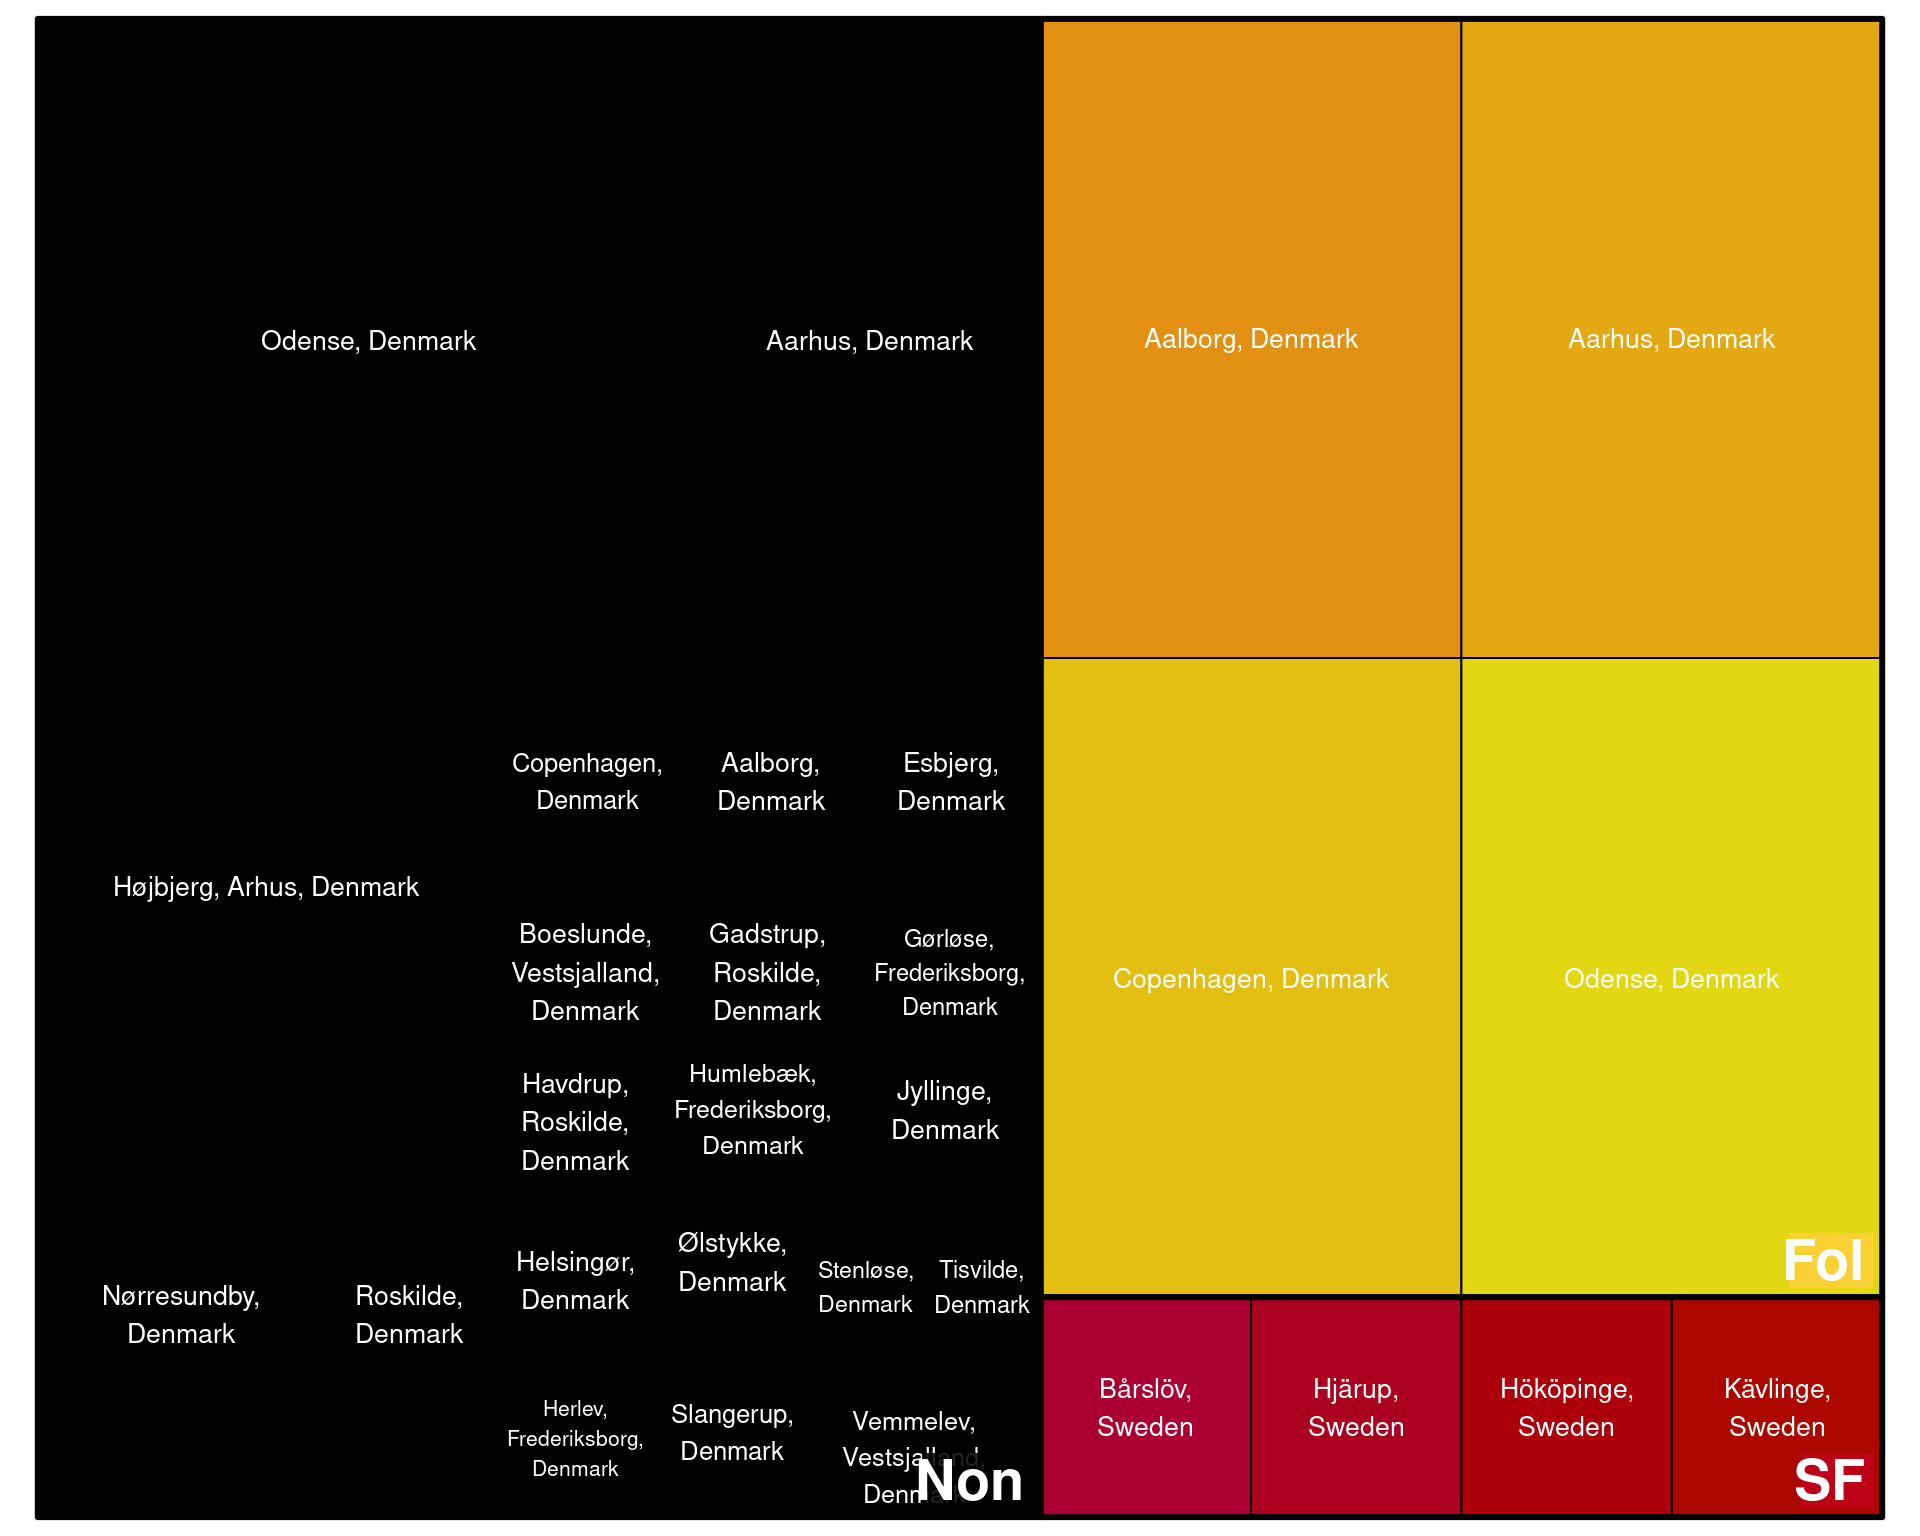 Odense, Denmark
Aarhus, Denmark
Aalborg, Denmark
Aarhus, Denmark
Copenhagen,
Denmark
Aalborg,
Denmark
Esbjerg,
Denmark
Højbjerg, Arhus, Denmark
Boeslunde,
Vestsjalland,
Denmark
Gadstrup,
Roskilde,
Denmark
Gørløse,
Frederiksborg,
Denmark
Copenhagen, Denmark
Odense, Denmark
Havdrup,
Roskilde,
Denmark
Humlebæk,
Frederiksborg,
Denmark
Jyllinge,
Denmark
Nørresundby,
Denmark
Roskilde,
Denmark
Helsingør,
Denmark
Ølstykke,
Denmark
Stenløse,
Denmark
Tisvilde,
Denmark
FoI
Herlev,
Frederiksborg,
Denmark
Slangerup,
Denmark
Vemmelev,
Vestsjalland,
Denmark
Non
Bårslöv,
Sweden
Hjärup,
Sweden
Hököpinge,
Sweden
Kävlinge,
Sweden
SF